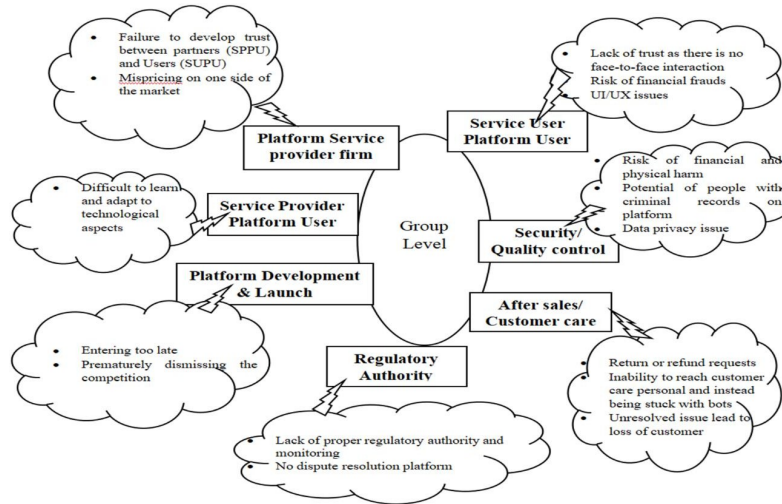 Failure to develop trust
between partners (SPPU)
and Users (SUPU)
Mispricing on one side of
the market
Lack of trust as there is no
face-to-face interaction
Risk of financial frauds
UI/UX issues
Platform Service
provider firm
Service User
Platform User
Difficult to learn
and adapt to
technological
aspects
Service Provider
Platform User
Group
Level
Security/
Quality control
Risk of financial and
physical harm
Potential of people with
criminal records on
platform
Data privacy issue
Platform Development
& Launch
After sales/
Customer care
Entering too late
Prematurely dismissing the
competition
Regulatory
Authority
Return or refund requests
Inability to reach customer
care personal and instead
being stuck with bots
Unresolved issue lead to
loss of customer
Lack of proper regulatory authority and
monitoring
No dispute resolution platform